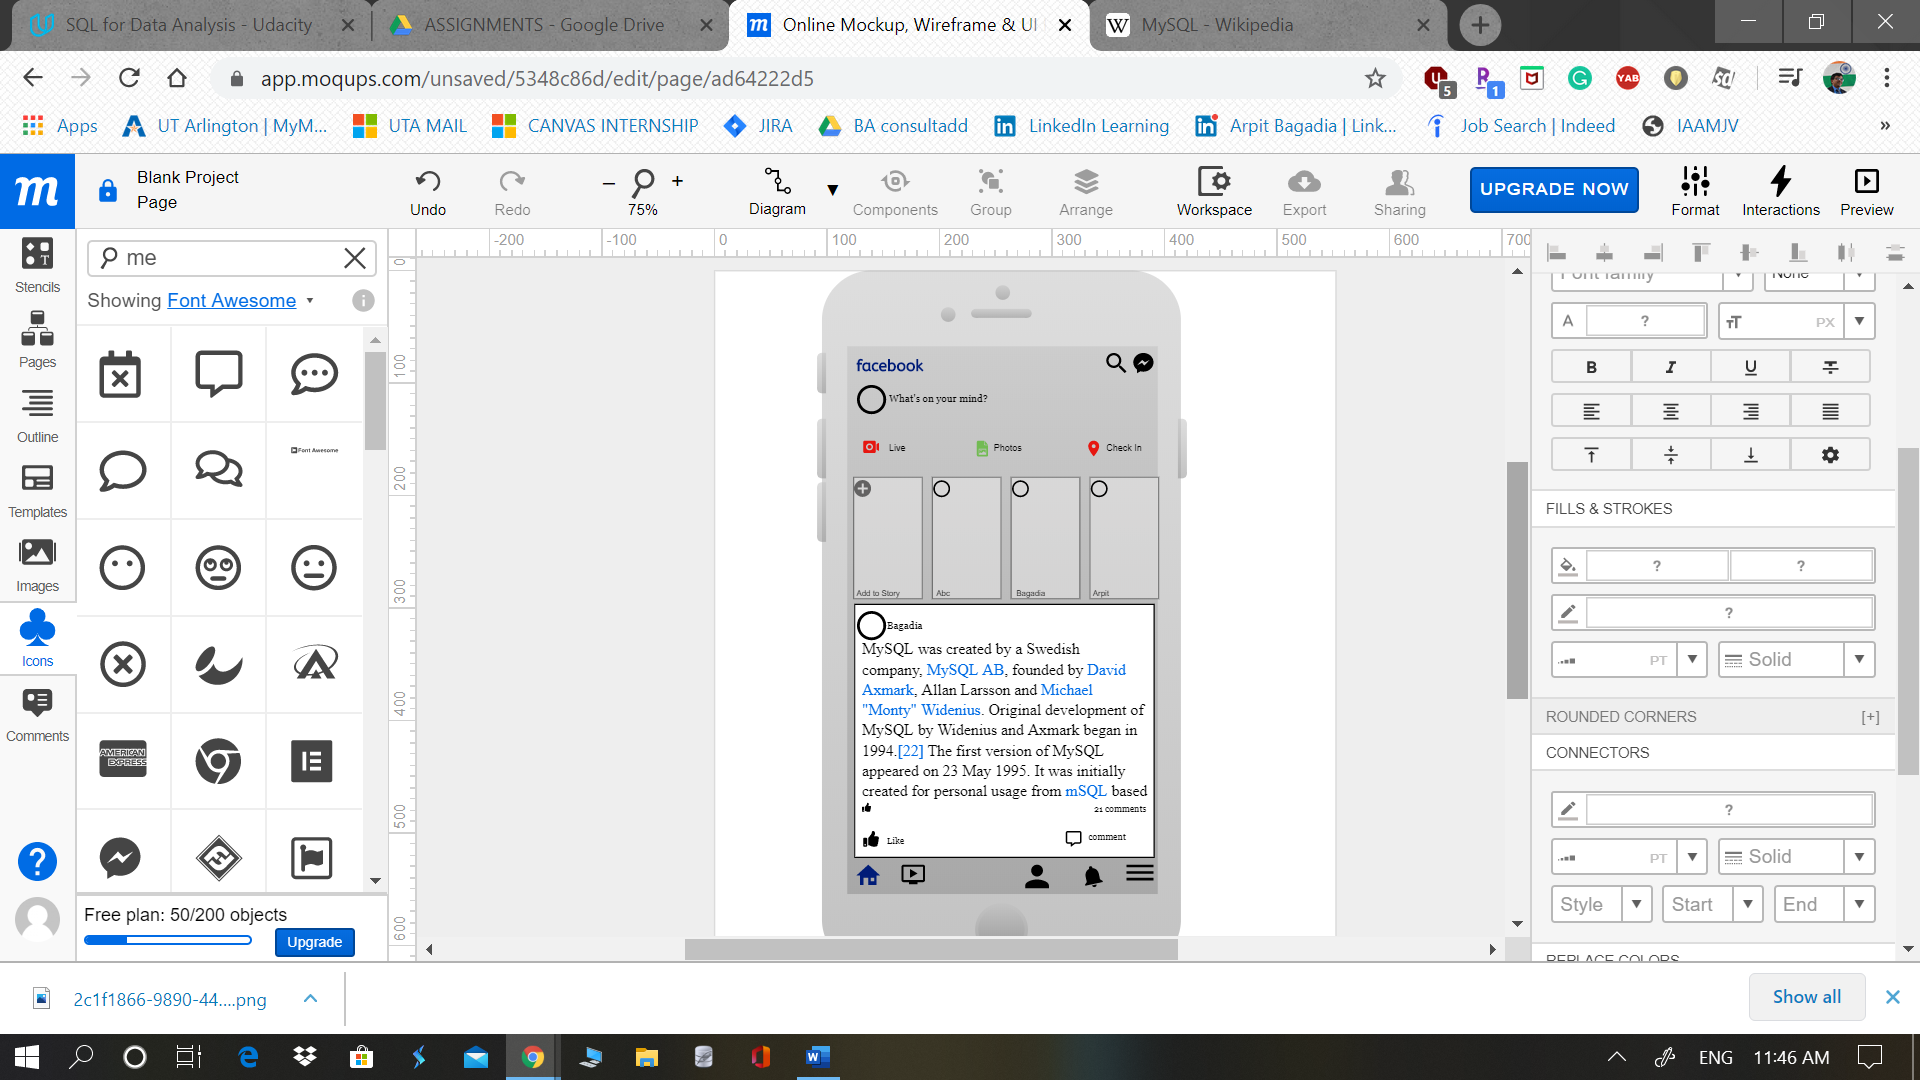 SQL for Data Analysis - Udacity
ASSIGNMENTS - Google Drive
Online Mockup, Wireframe & UI
MySQL - Wikipedia
app.moqups.com/unsaved/5348c86d/edit/page/ad64222d5
5
1
YAB
Apps
UT Arlington | MyM...
UTA MAIL
CANVAS INTERNSHIP
JIRA
BA consultadd
LinkedIn Learning
Arpit Bagadia | Link...
Job Search | Indeed
IAAMJV
»
Blank Project
Page
Undo
Redo
75%
Diagram
Components
Group
Arrange
Workspace
Export
Sharing
UPGRADE NOW
Format
Interactions
Preview
Stencils
Pages
Outline
Templates
Images
Icons
Comments
me
Showing Font Awesome
Font Awesome
AMERICAN EXPRESS
Free plan: 50/200 objects
Upgrade
-200 -100 0 100 200 300 400 500 600 700
0
100
200
300
400
500
600
facebook
What's on your mind?
Live
Photos
Check In
Add to Story
Abc
Bagadia
Arpit
Bagadia
MySQL was created by a Swedish
company, MySQL AB, founded by David
Axmark, Allan Larsson and Michael
"Monty" Widenius. Original development of
MySQL by Widenius and Axmark began in
1994.[22] The first version of MySQL
appeared on 23 May 1995. It was initially
created for personal usage from mSQL based
21 comments
Like
comment
Font family
None
A ?
TT PX
B I U
FILLS & STROKES
? ?
?
PT
Solid
ROUNDED CORNERS [+]
CONNECTORS
?
PT
Solid
Style
Start
End
REPLACE COLORS
2c1f1866-9890-44....png
Show all
ENG
11:46 AM